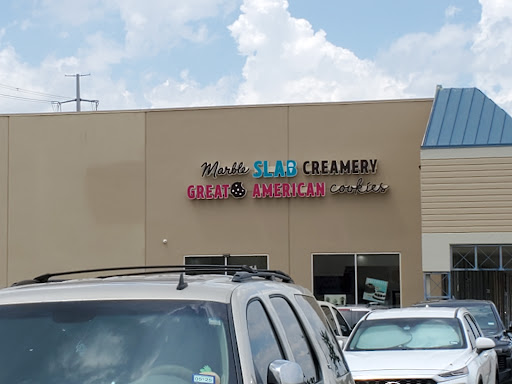 Marble SLAB CREAMERY
GREAT AMERICAN cookies